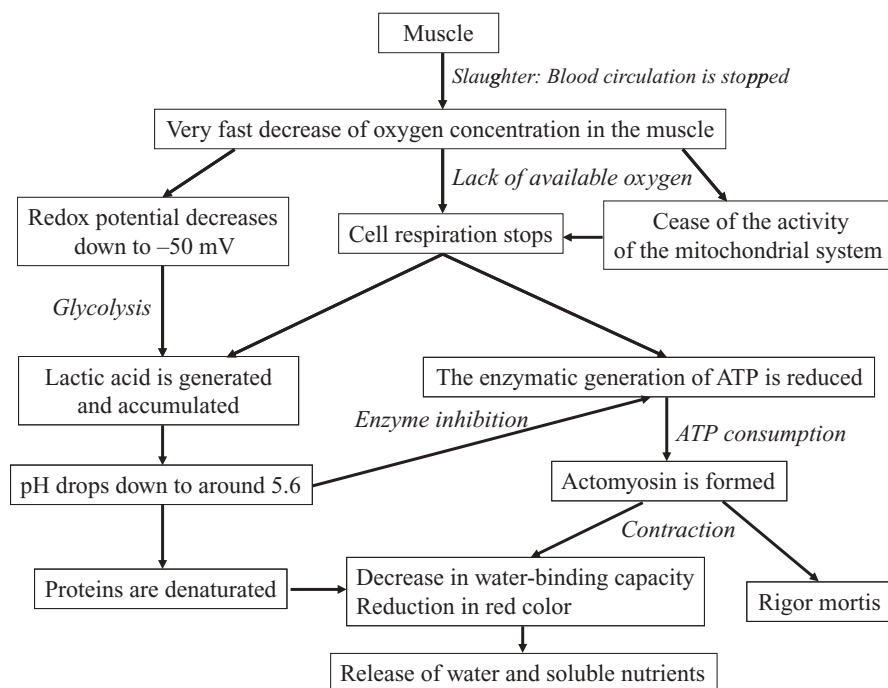 Muscle
Slaughter: Blood circulation is stopped
Very fast decrease of oxygen concentration in the muscle
Lack of available oxygen
Redox potential decreases
down to –50 mV
Cell respiration stops
Cease of the activity
of the mitochondrial system
Glycolysis
Lactic acid is generated
and accumulated
The enzymatic generation of ATP is reduced
Enzyme inhibition
ATP consumption
pH drops down to around 5.6
Actomyosin is formed
Contraction
Proteins are denaturated
Decrease in water-binding capacity
Reduction in red color
Rigor mortis
Release of water and soluble nutrients